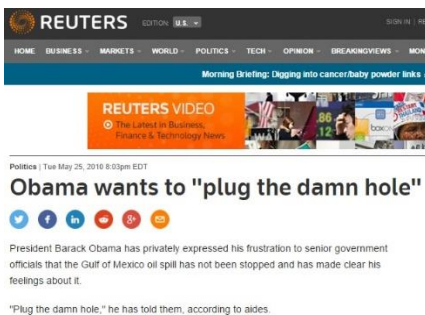 REUTERS EDITION: U.S. SIGN IN
HOME BUSINESS MARKETS WORLD POLITICS TECH OPINION BREAKINGVIEWS
Morning Briefing: Digging into cancer/baby powder links
REUTERS VIDEO
The Latest in Business,
Finance & Technology News
Politics | Tue May 25, 2010 8:03pm EDT
Obama wants to "plug the damn hole"
President Barack Obama has privately expressed his frustration to senior government
officials that the Gulf of Mexico oil spill has not been stopped and has made clear his
feelings about it.
"Plug the damn hole," he has told them, according to aides.